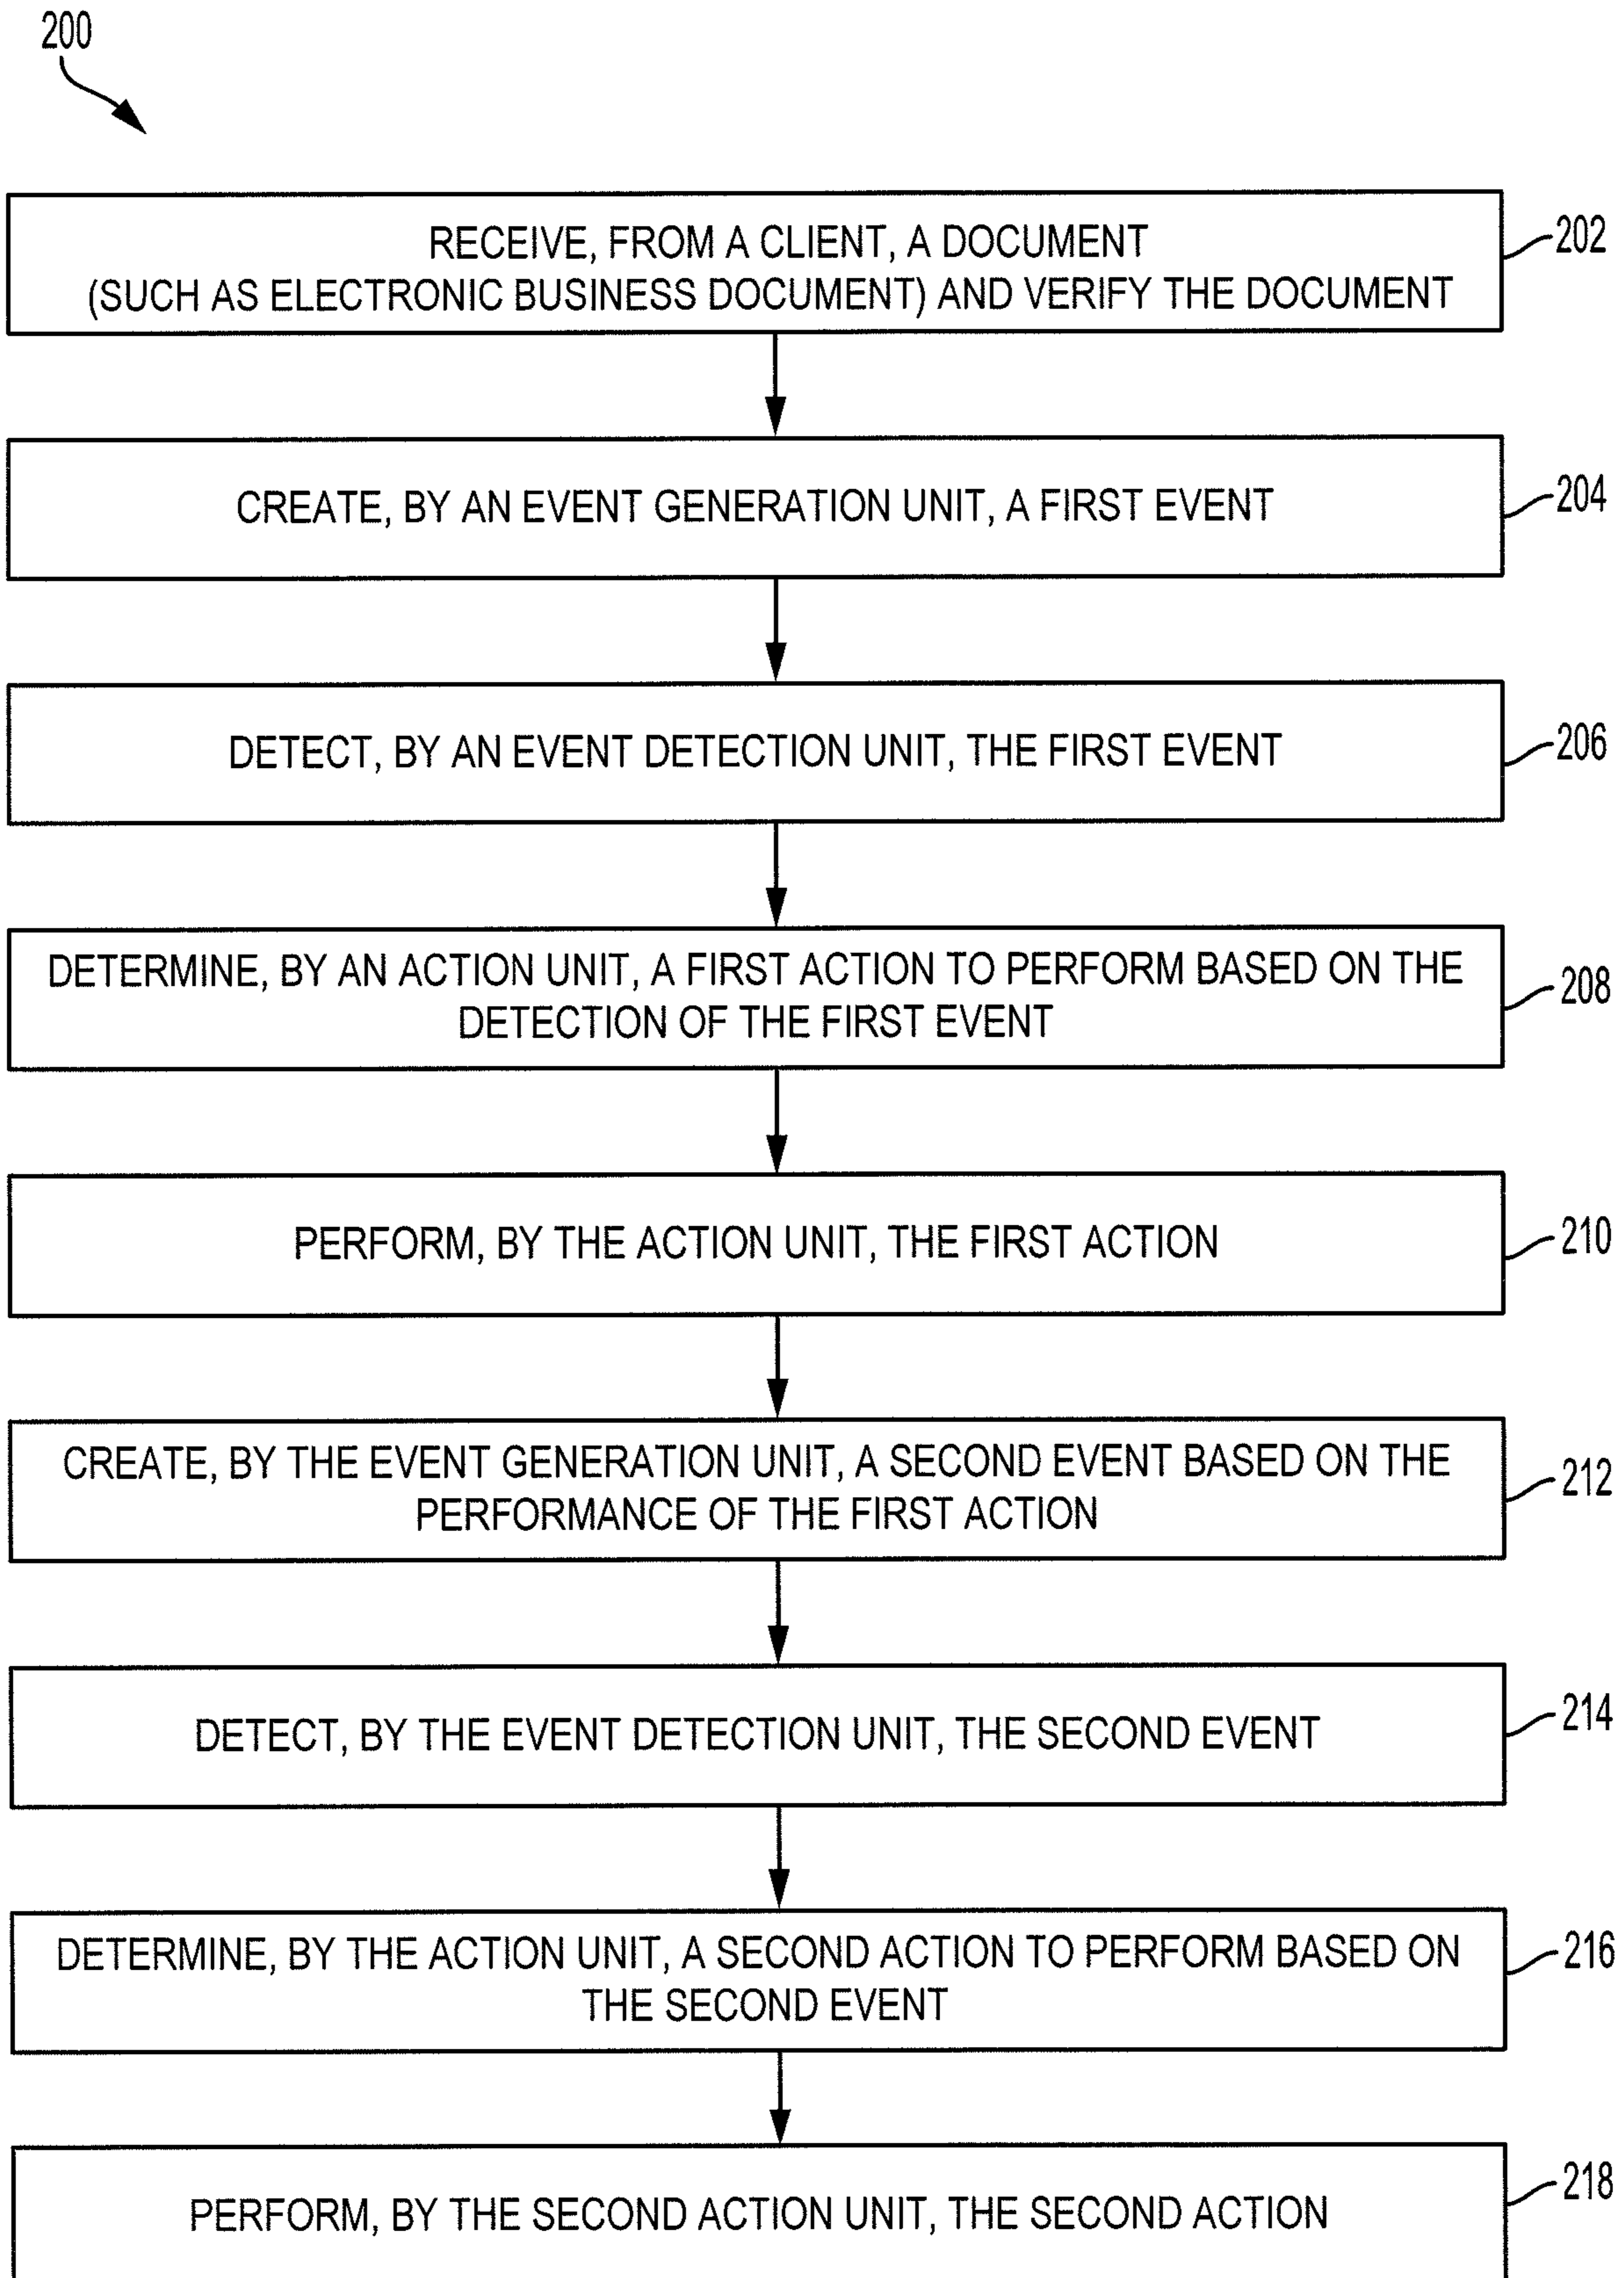 200
RECEIVE, FROM A CLIENT, A DOCUMENT
(SUCH AS ELECTRONIC BUSINESS DOCUMENT) AND VERIFY THE DOCUMENT
202
CREATE, BY AN EVENT GENERATION UNIT, A FIRST EVENT
204
DETECT, BY AN EVENT DETECTION UNIT, THE FIRST EVENT
206
DETERMINE, BY AN ACTION UNIT, A FIRST ACTION TO PERFORM BASED ON THE
DETECTION OF THE FIRST EVENT
208
PERFORM, BY THE ACTION UNIT, THE FIRST ACTION
210
CREATE, BY THE EVENT GENERATION UNIT, A SECOND EVENT BASED ON THE
PERFORMANCE OF THE FIRST ACTION
212
DETECT, BY THE EVENT DETECTION UNIT, THE SECOND EVENT
214
DETERMINE, BY THE ACTION UNIT, A SECOND ACTION TO PERFORM BASED ON
THE SECOND EVENT
216
PERFORM, BY THE SECOND ACTION UNIT, THE SECOND ACTION
218